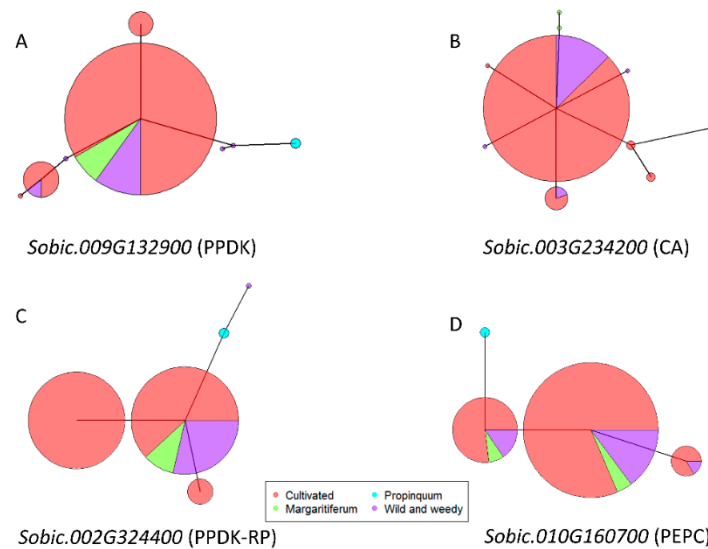 A
B
Sobic.009G132900 (PPDK)
Sobic.003G234200 (CA)
C
D
Cultivated
Propinquum
Margaritiferum
Wild and weedy
Sobic.002G324400 (PPDK-RP)
Sobic.010G160700 (PEPC)